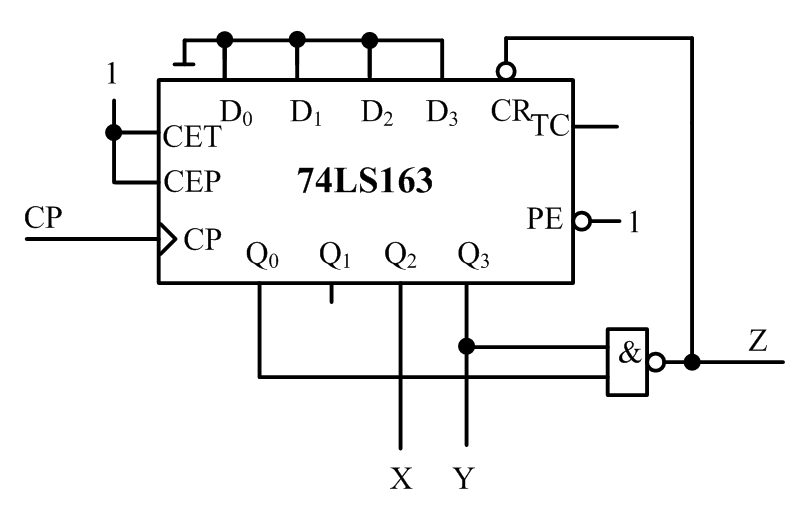 1
D₀ D₁ D₂ D₃ CR
TC
CET
CEP
74LS163
PE 1
CP
CP
Q₀ Q₁ Q₂ Q₃
&
Z
X Y